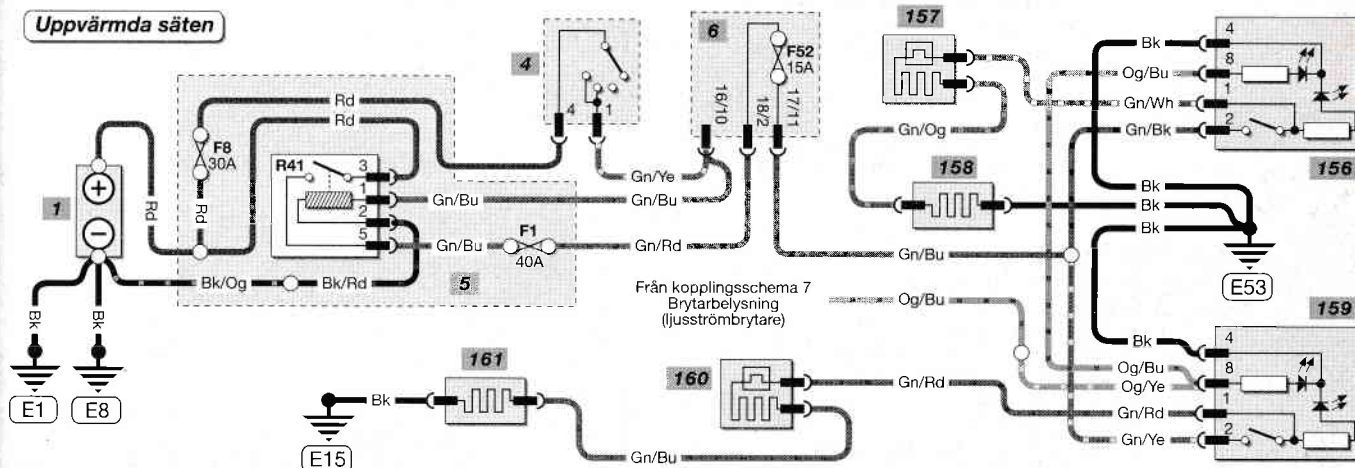 Uppvärmda säten
1
Rd
Rd
F8
30A
Rd
Rd
R41
3
1
2
5
Gn/Bu
Gn/Bu
F1
40A
Bk/Og
Bk/Rd
5
Bk
Bk
E1
E8
4
4
1
Gn/Ye
Gn/Bu
Gn/Rd
6
F52
15A
16/10
18/2
17/11
157
Gn/Og
158
Gn/Bu
Från kopplingsschema 7
Brytarbelysning
(ljusströmbrytare)
Og/Bu
Bk
4
Og/Bu
8
Gn/Wh
1
Gn/Bk
2
156
Bk
Bk
Bk
E53
159
Bk
4
Og/Bu
8
Og/Ye
Gn/Rd
1
Gn/Ye
2
160
Gn/Rd
161
Bk
E15
Gn/Bu